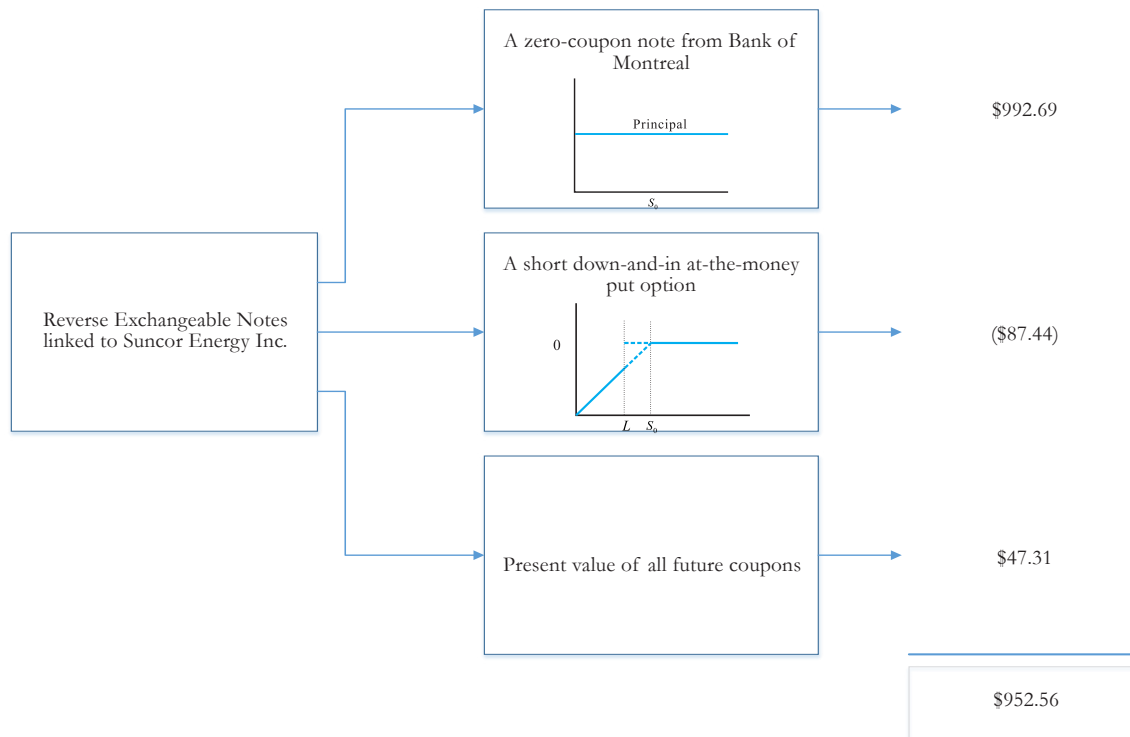 A zero-coupon note from Bank of
Montreal
Principal
S₀
$992.69
Reverse Exchangeable Notes
linked to Suncor Energy Inc.
A short down-and-in at-the-money
put option
0
L S₀
($87.44)
Present value of all future coupons
$47.31
$952.56